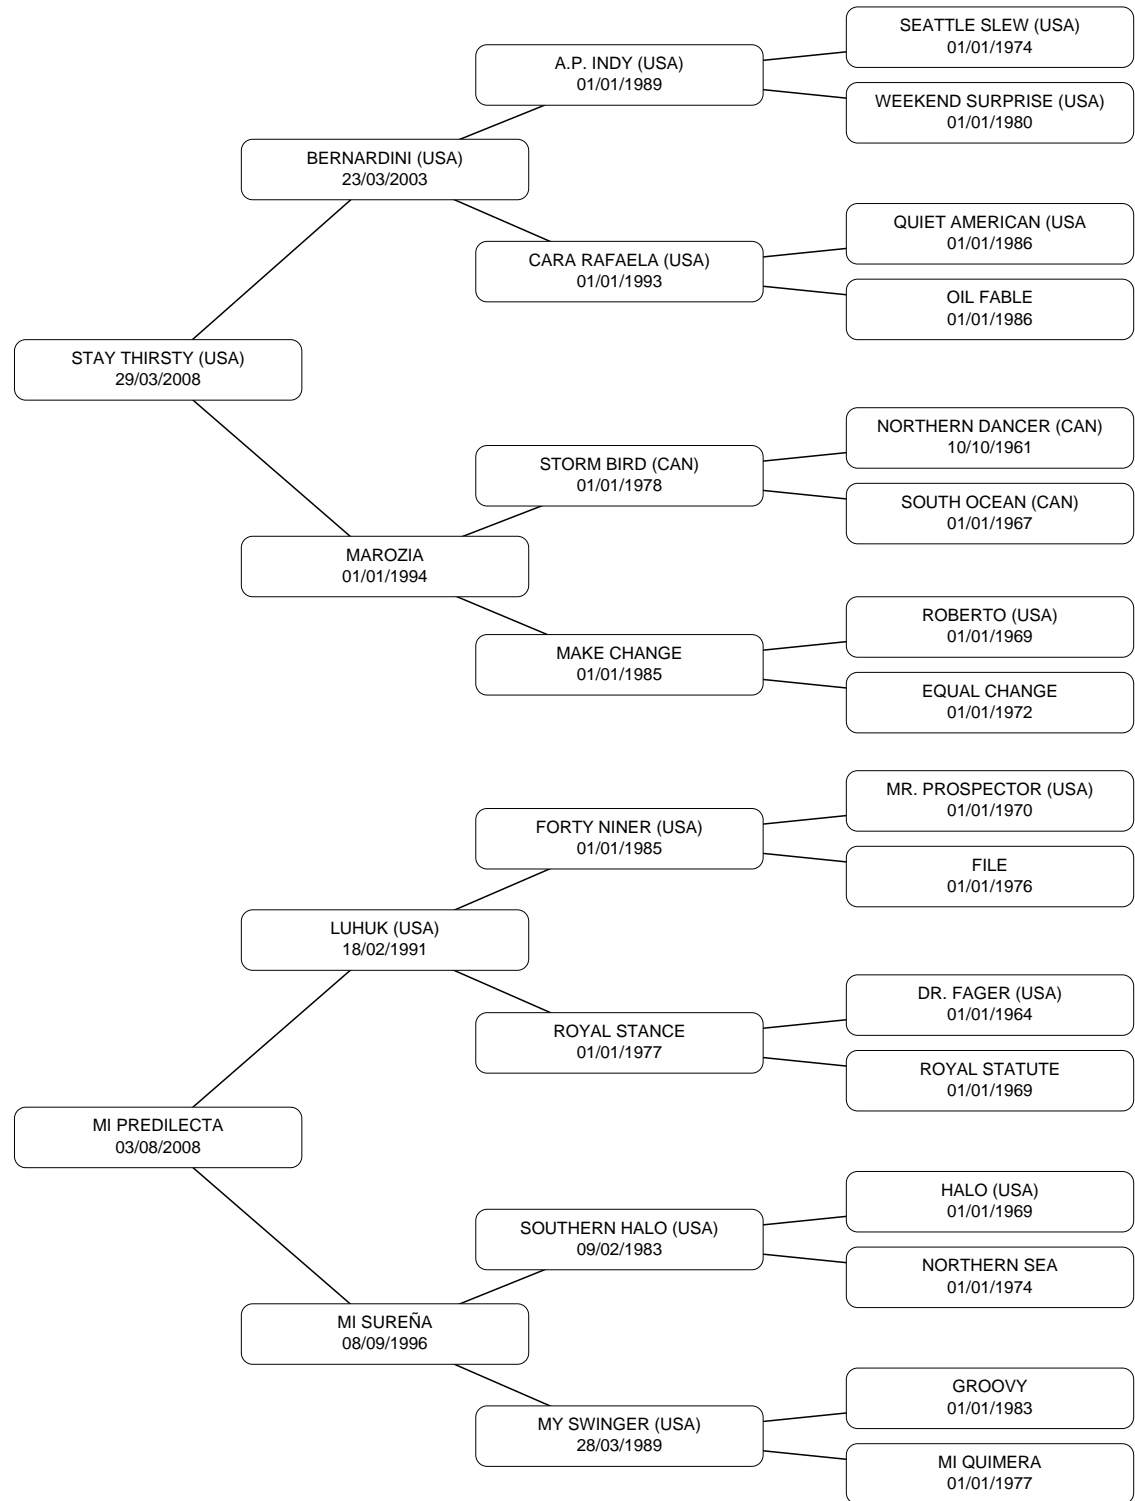 SEATTLE SLEW (USA)
01/01/1974
A.P. INDY (USA)
01/01/1989
WEEKEND SURPRISE (USA)
01/01/1980
BERNARDINI (USA)
23/03/2003
QUIET AMERICAN (USA
01/01/1986
CARA RAFAELA (USA)
01/01/1993
OIL FABLE
01/01/1986
STAY THIRSTY (USA)
29/03/2008
NORTHERN DANCER (CAN)
10/10/1961
STORM BIRD (CAN)
01/01/1978
SOUTH OCEAN (CAN)
01/01/1967
MAROZIA
01/01/1994
ROBERTO (USA)
01/01/1969
MAKE CHANGE
01/01/1985
EQUAL CHANGE
01/01/1972
MR. PROSPECTOR (USA)
01/01/1970
FORTY NINER (USA)
01/01/1985
FILE
01/01/1976
LUHUK (USA)
18/02/1991
DR. FAGER (USA)
01/01/1964
ROYAL STANCE
01/01/1977
ROYAL STATUTE
01/01/1969
MI PREDILECTA
03/08/2008
HALO (USA)
01/01/1969
SOUTHERN HALO (USA)
09/02/1983
NORTHERN SEA
01/01/1974
MI SUREÑA
08/09/1996
GROOVY
01/01/1983
MY SWINGER (USA)
28/03/1989
MI QUIMERA
01/01/1977